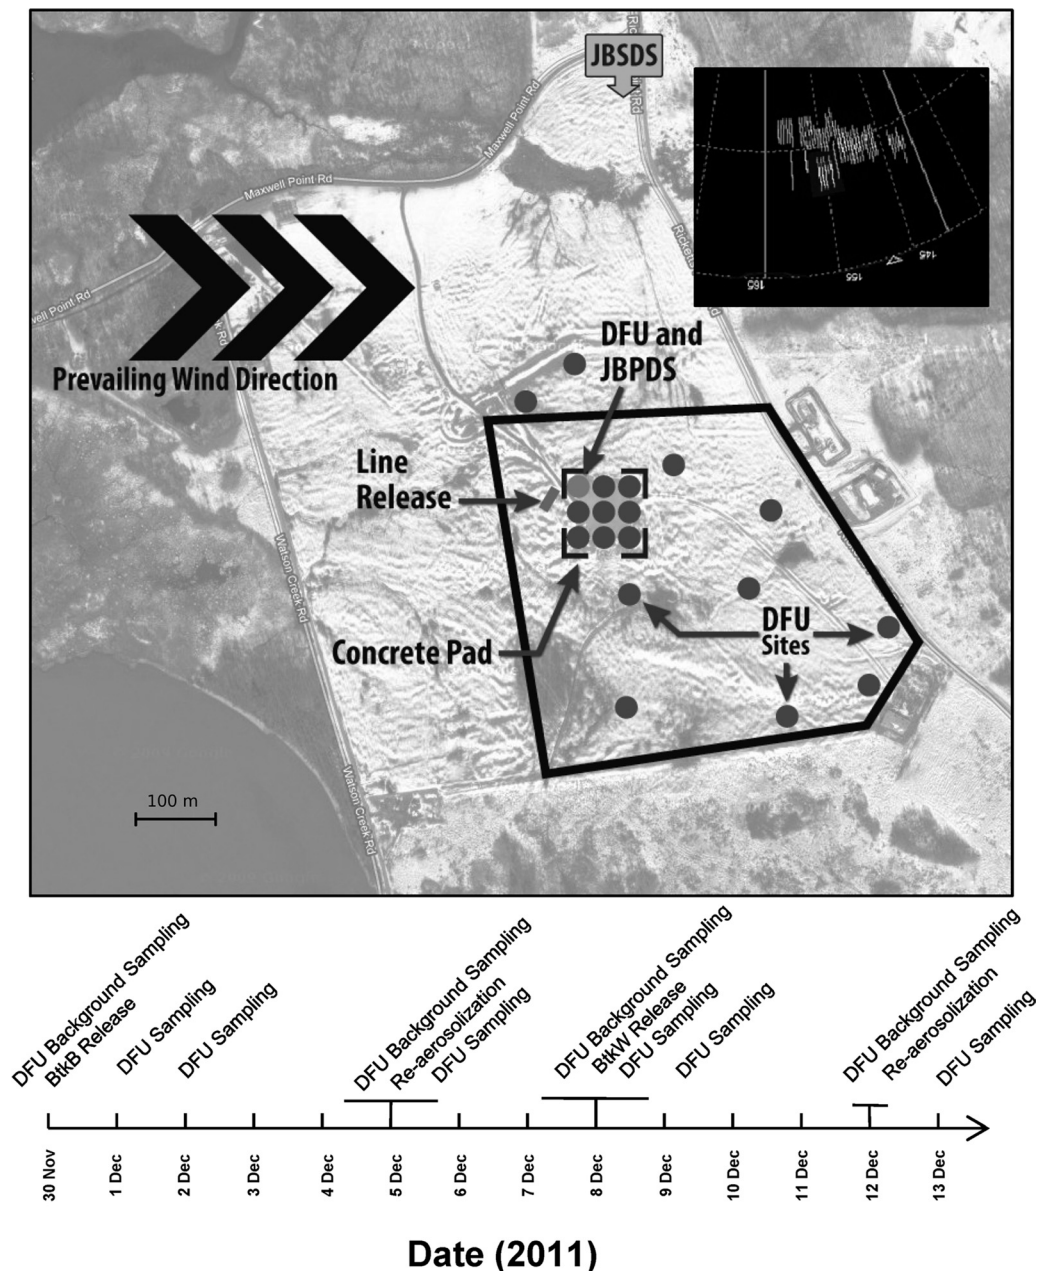 JBSDS
Maxwell Point Rd
Maxwell Point Rd
Prevailing Wind Direction
DFU and
JBPDS
Line
Release
Concrete Pad
DFU
Sites
Watson Creek Rd
Watson Creek Rd
100 m
165
155
145
DFU Background Sampling
BtkB Release
DFU Sampling
DFU Sampling
DFU Background Sampling
Re-aerosolization
DFU Sampling
DFU Background Sampling
BtkW Release
DFU Sampling
DFU Sampling
DFU Background Sampling
Re-aerosolization
DFU Sampling
30 Nov
1 Dec
2 Dec
3 Dec
4 Dec
5 Dec
6 Dec
7 Dec
8 Dec
9 Dec
10 Dec
11 Dec
12 Dec
13 Dec
Date (2011)